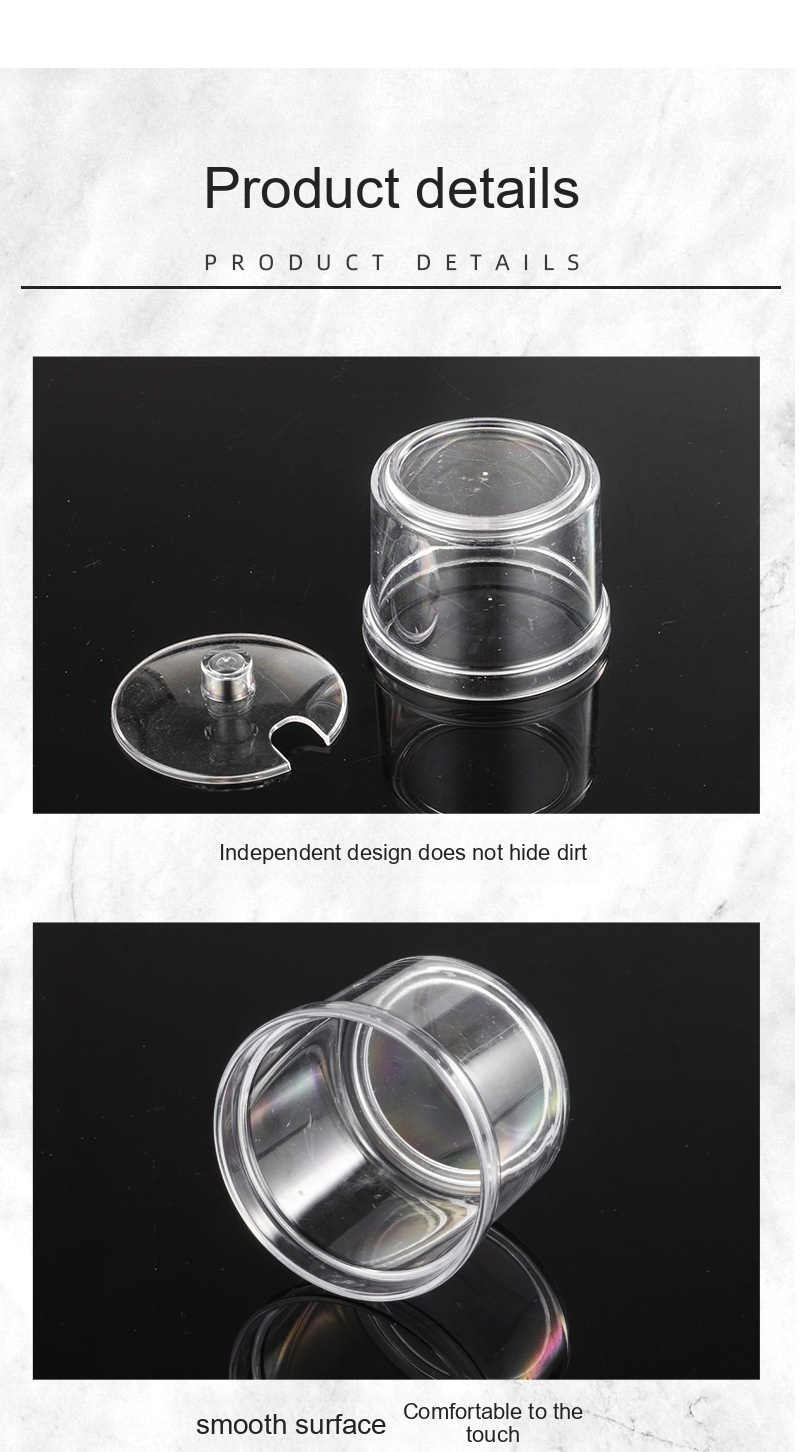 Product details
PRODUCT DETAILS
Independent design does not hide dirt
smooth surface
Comfortable to the
touch